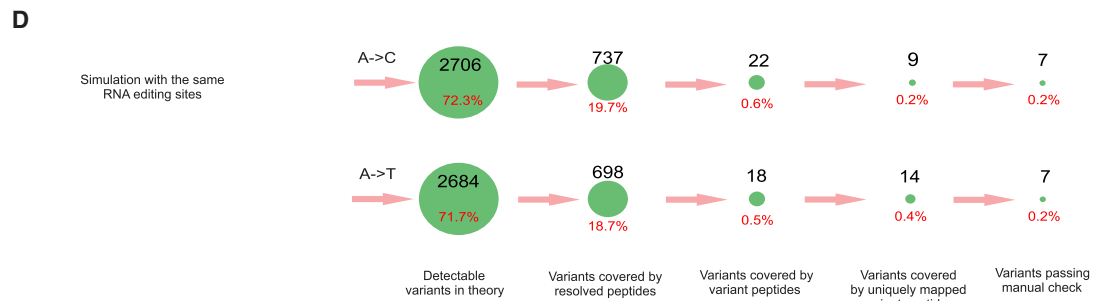 D
Simulation with the same
RNA editing sites
A->C
2706
72.3%
737
19.7%
22
0.6%
9
0.2%
7
0.2%
A->T
2684
71.7%
698
18.7%
18
0.5%
14
0.4%
7
0.2%
Detectable
variants in theory
Variants covered by
resolved peptides
Variants covered by
variant peptides
Variants covered
by uniquely mapped
Variants passing
manual check